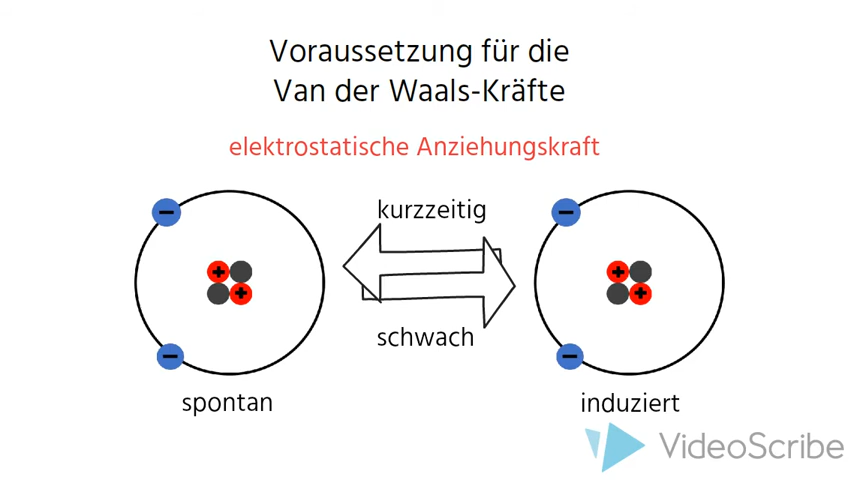 Voraussetzung für die
Van der Waals-Kräfte
elektrostatische Anziehungskraft
kurzzeitig
− −
+ +
+ +
schwach
− −
spontan induziert
VideoScribe